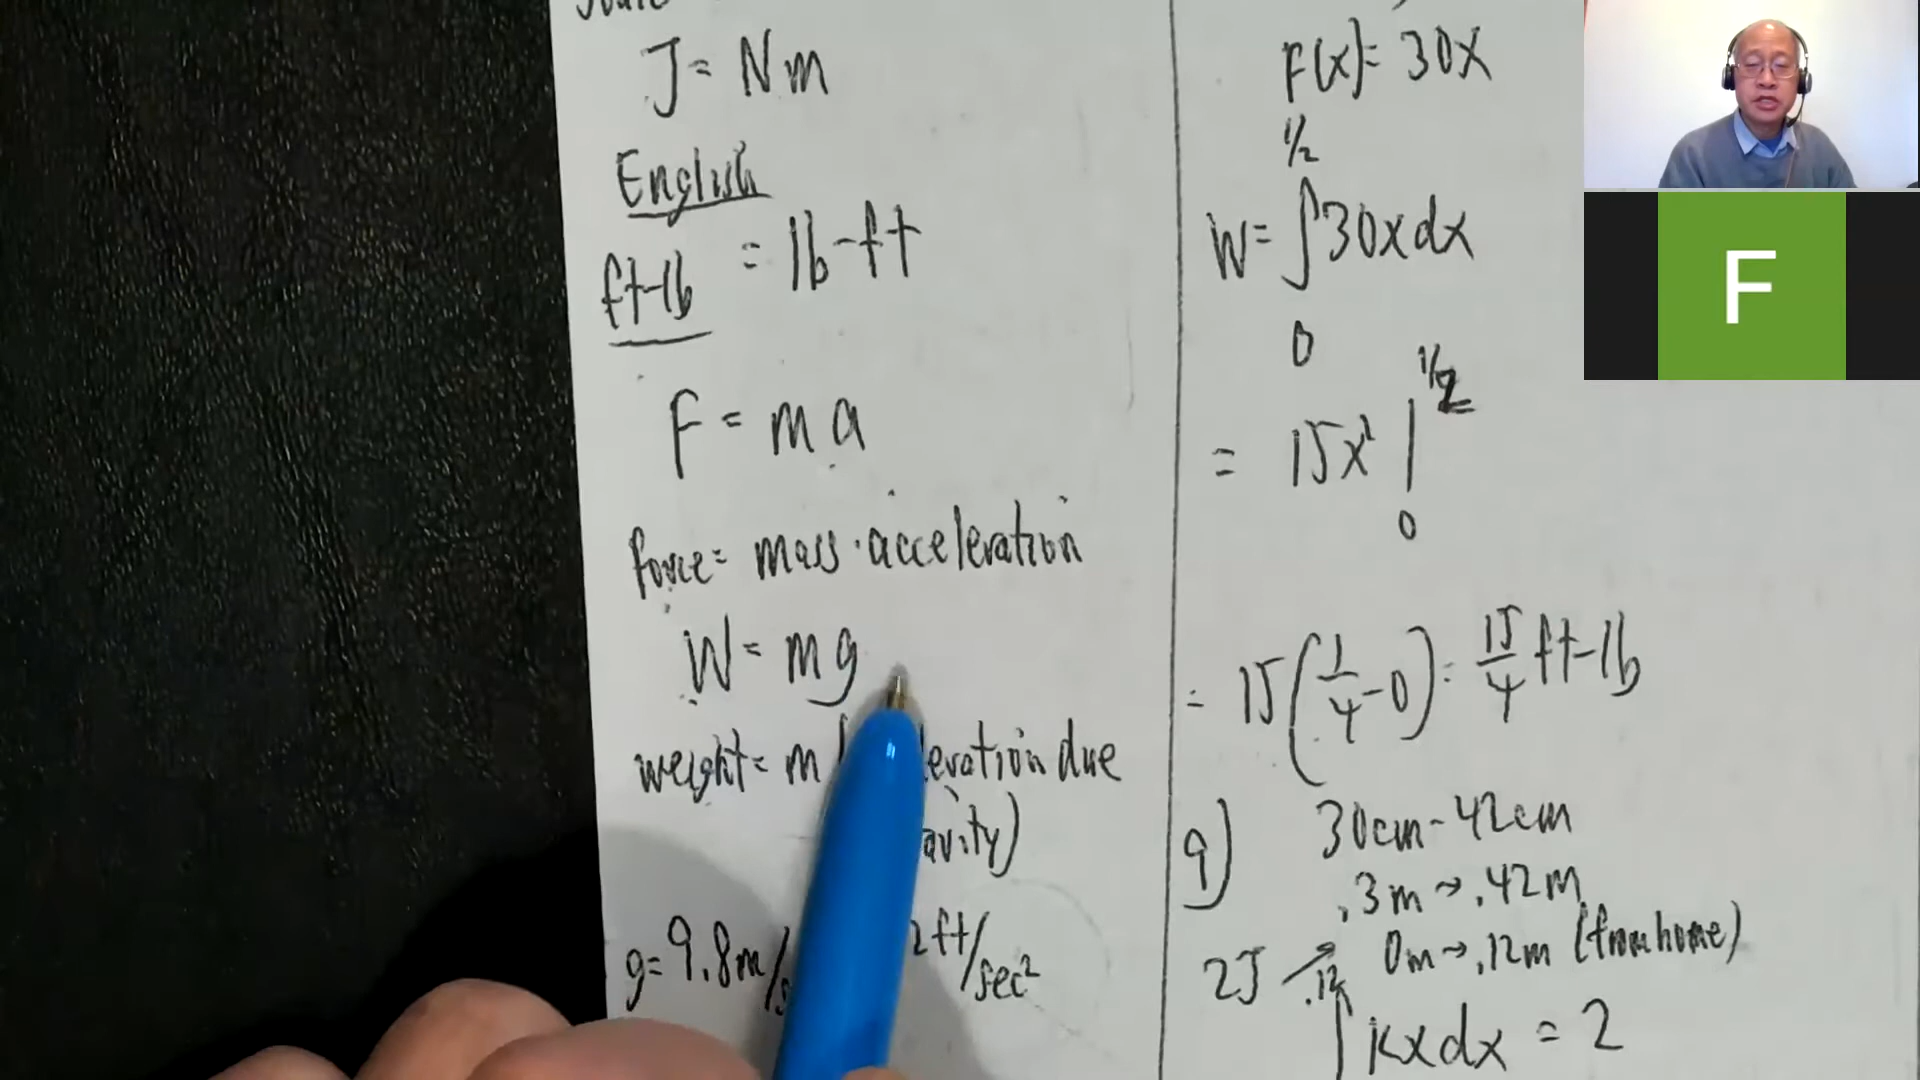 J = Nm
English
ft-lb = lb-ft
F = ma
force = mass · acceleration
W = mg
weight = m
eration due
avity)
g = 9.8m/s
2 ft/sec²
F(x) = 30x
W = ∫ 1/2 0 30x dx
= 15x² | 1/2 0
= 15(1/4 - 0) = 15/4 ft-lb
9) 30cm - 42cm
.3m → .42m
0m → .12m (from home)
2J
.12
∫ kx dx = 2
F